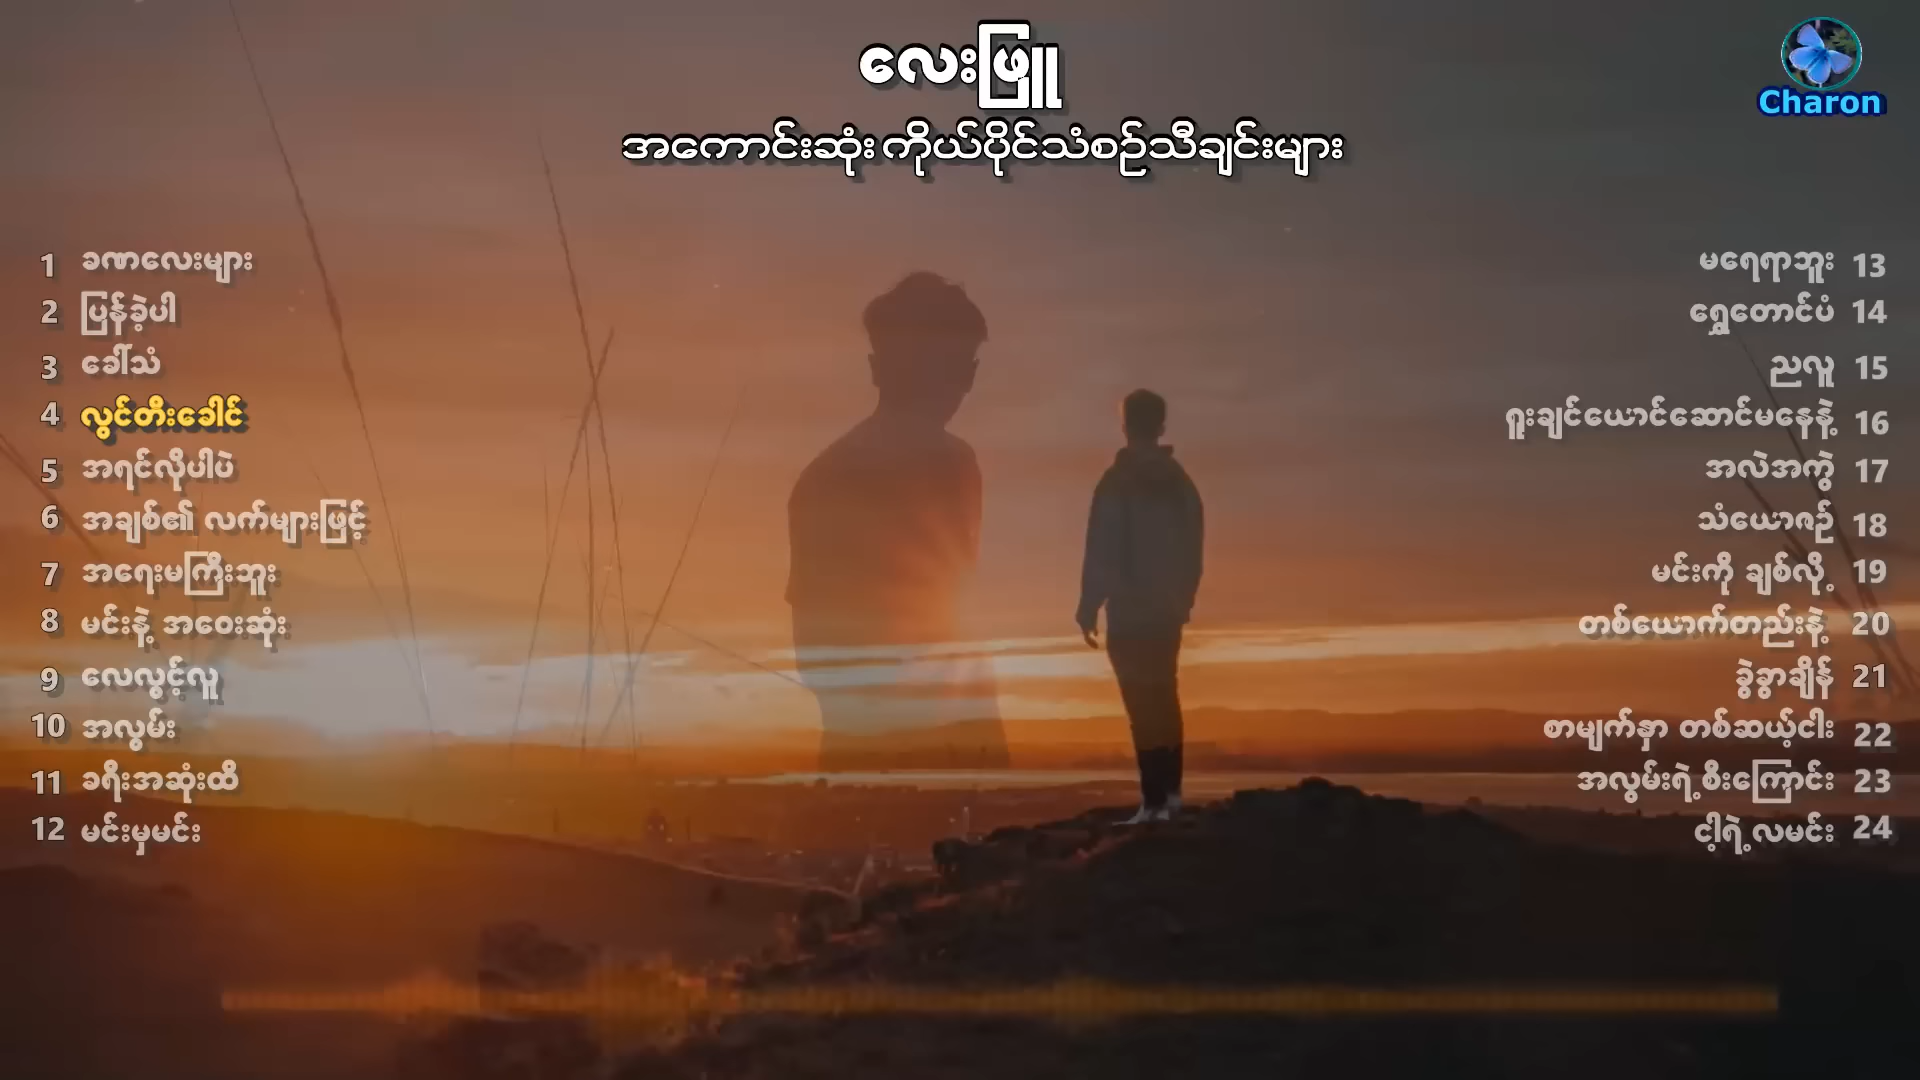 လေးဖြူ
အကောင်းဆုံး ကိုယ်ပိုင်သံစဉ်သီချင်းများ
Charon
1 ခဏလေးများ
2 ပြန်ခဲ့ပါ
3 ခေါ်သံ
4 လွင်တီးခေါင်
5 အရင်လိုပါပဲ
6 အချစ်၏ လက်များဖြင့်
7 အရေးမကြီးဘူး
8 မင်းနဲ့ အဝေးဆုံး
9 လေလွင့်လူ
10 အလွမ်း
11 ခရီးအဆုံးထိ
12 မင်းမှမင်း
မရေရာဘူး 13
ရွှေတောင်ပံ 14
ညလူ 15
ရူးချင်ယောင်ဆောင်မနေနဲ့ 16
အလဲအကွဲ 17
သံယောဇဉ် 18
မင်းကို ချစ်လို့ 19
တစ်ယောက်တည်းနဲ့ 20
ခွဲခွာချိန် 21
စာမျက်နှာ တစ်ဆယ့်ငါး 22
အလွမ်းရဲ့စီးကြောင်း 23
ငါ့ရဲ့လမင်း 24